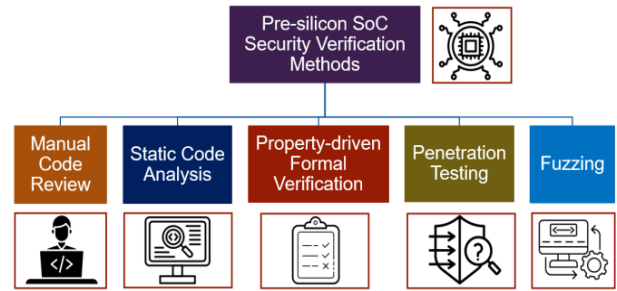 Pre-silicon SoC
Security Verification
Methods
Manual
Code
Review
Static Code
Analysis
Property-driven
Formal
Verification
Penetration
Testing
Fuzzing